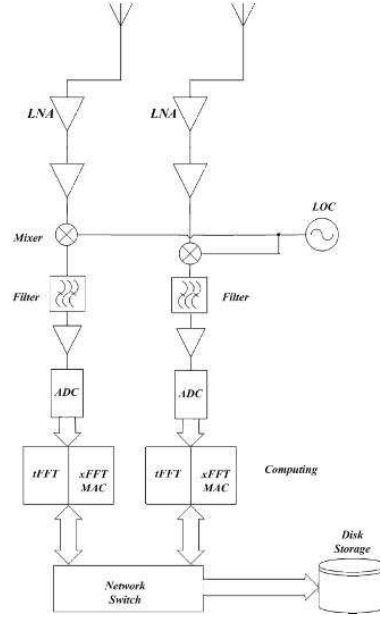 LNA
LNA
LOC
Mixer
Filter
Filter
ADC
ADC
tFFT
xFFT
MAC
tFFT
xFFT
MAC
Computing
Disk
Storage
Network
Switch